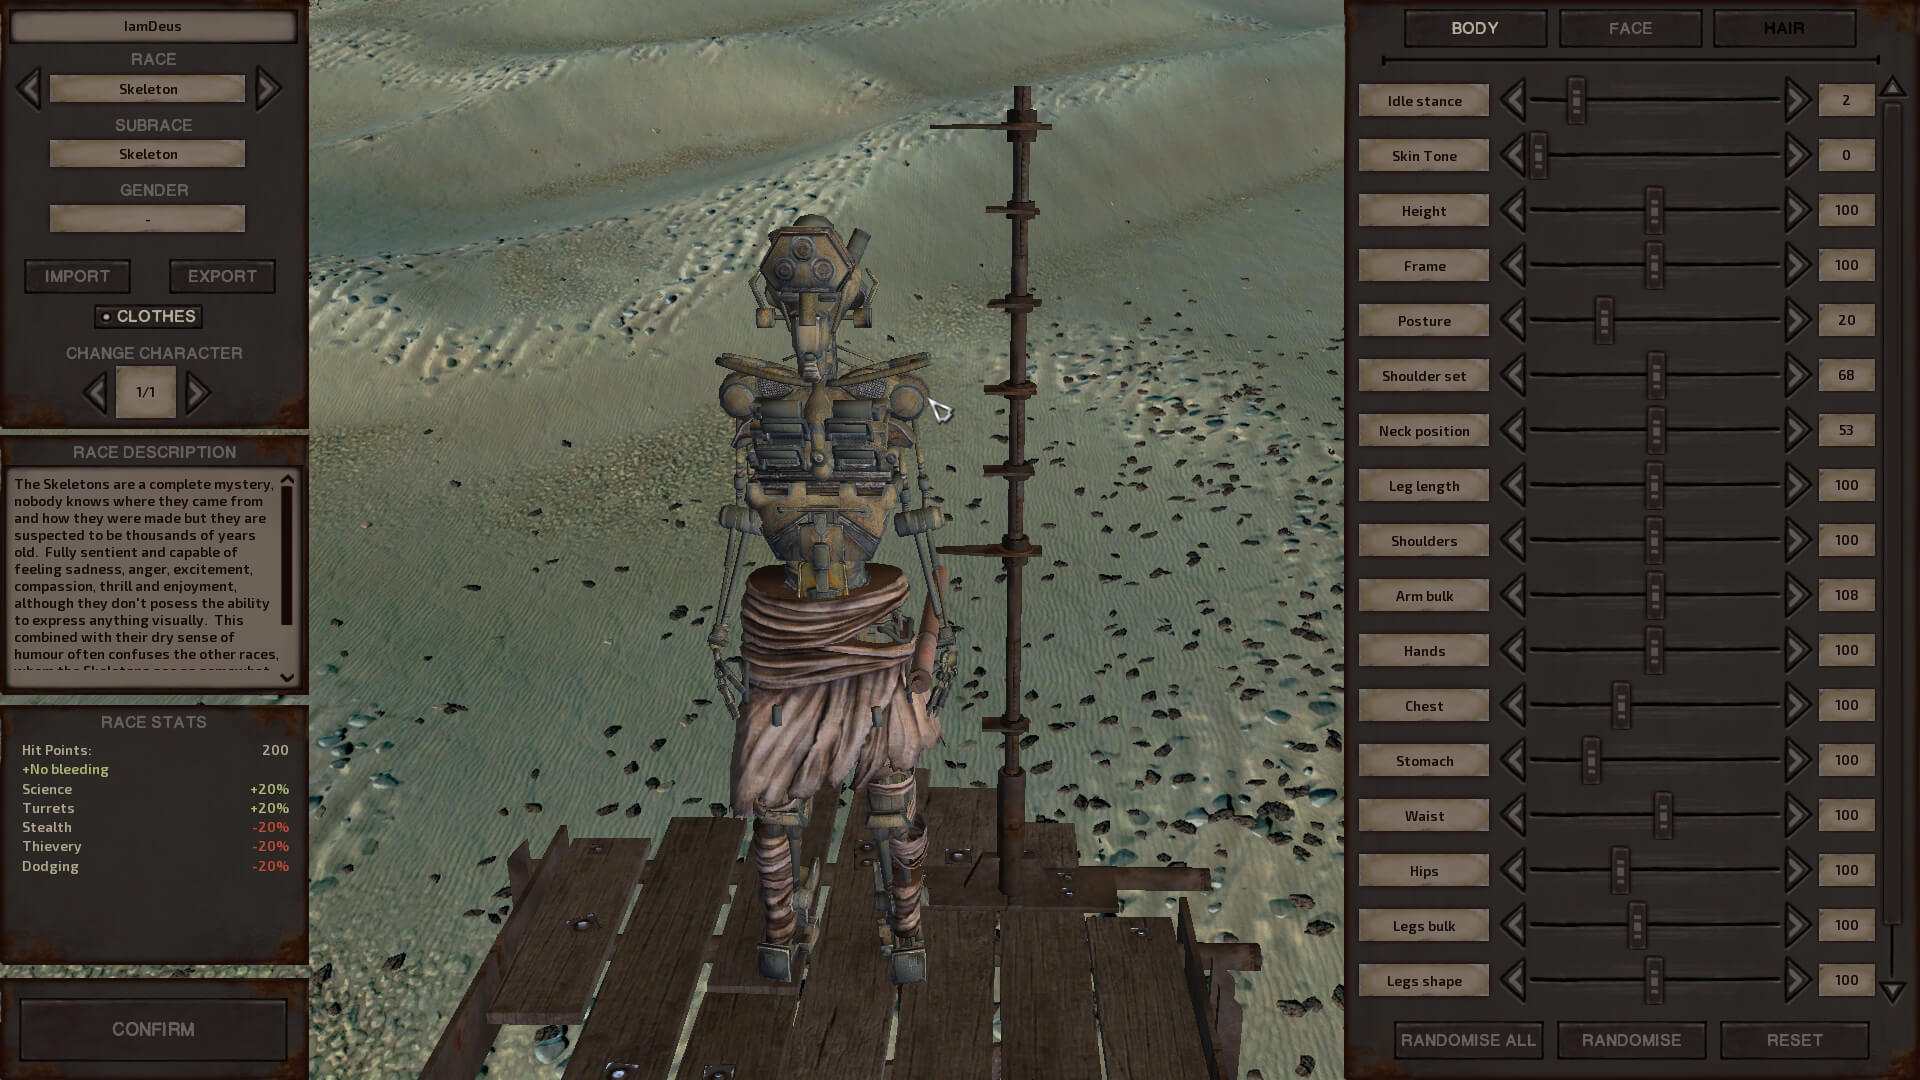 IamDeus
RACE
Skeleton
SUBRACE
Skeleton
GENDER
-
IMPORT EXPORT
CLOTHES
CHANGE CHARACTER
1/1
RACE DESCRIPTION
The Skeletons are a complete mystery,
nobody knows where they came from
and how they were made but they are
suspected to be thousands of years
old. Fully sentient and capable of
feeling sadness, anger, excitement,
compassion, thrill and enjoyment,
although they don't posess the ability
to express anything visually. This
combined with their dry sense of
humour often confuses the other races,
RACE STATS
Hit Points: 200
+No bleeding
Science +20%
Turrets +20%
Stealth -20%
Thievery -20%
Dodging -20%
CONFIRM
BODY FACE HAIR
Idle stance 2
Skin Tone 0
Height 100
Frame 100
Posture 20
Shoulder set 68
Neck position 53
Leg length 100
Shoulders 100
Arm bulk 108
Hands 100
Chest 100
Stomach 100
Waist 100
Hips 100
Legs bulk 100
Legs shape 100
RANDOMISE ALL RANDOMISE RESET